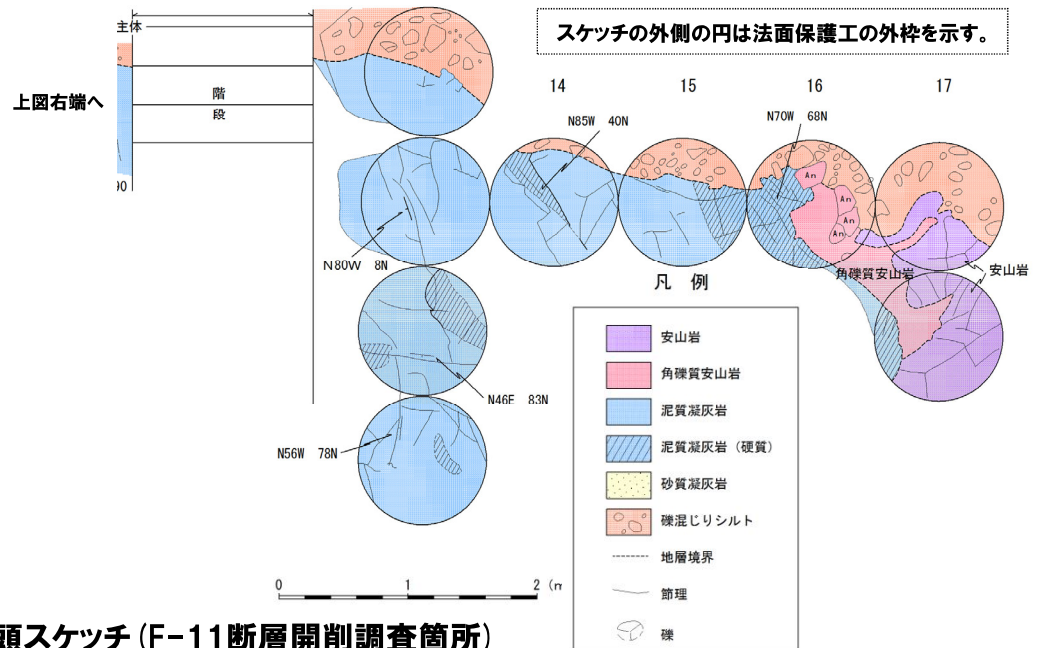 主体
スケッチの外側の円は法面保護工の外枠を示す。
上図右端へ
階
段
90
14
15
16
17
N85W 40N
N70W 68N
An
An
An
An
N80W 8N
角礫質安山岩
安山岩
N46E 83N
N56W 78N
凡 例
安山岩
角礫質安山岩
泥質凝灰岩
泥質凝灰岩(硬質)
砂質凝灰岩
礫混じりシルト
地層境界
節理
礫
0 1 2 (m
頭スケッチ(F-11断層開削調査箇所)